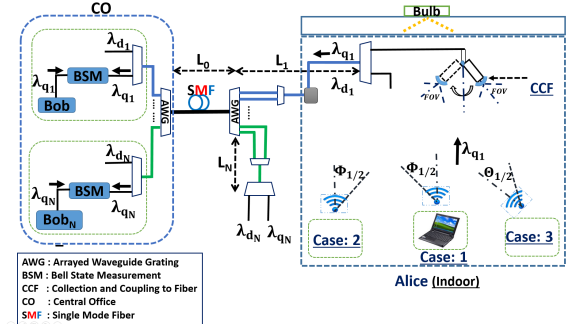 CO
Bulb
λd1
λq1
BSM
λq1
Bob
L0
L1
SMF
AWG
AWG
λq1
λd1
FOV
FOV
CCF
λq1
λdN
λqN
BSM
λqN
BobN
LN
λdN
λqN
Φ1/2
Φ1/2
Θ1/2
Case: 2
Case: 1
Case: 3
Alice (Indoor)
AWG : Arrayed Waveguide Grating
BSM : Bell State Measurement
CCF : Collection and Coupling to Fiber
CO : Central Office
SMF : Single Mode Fiber